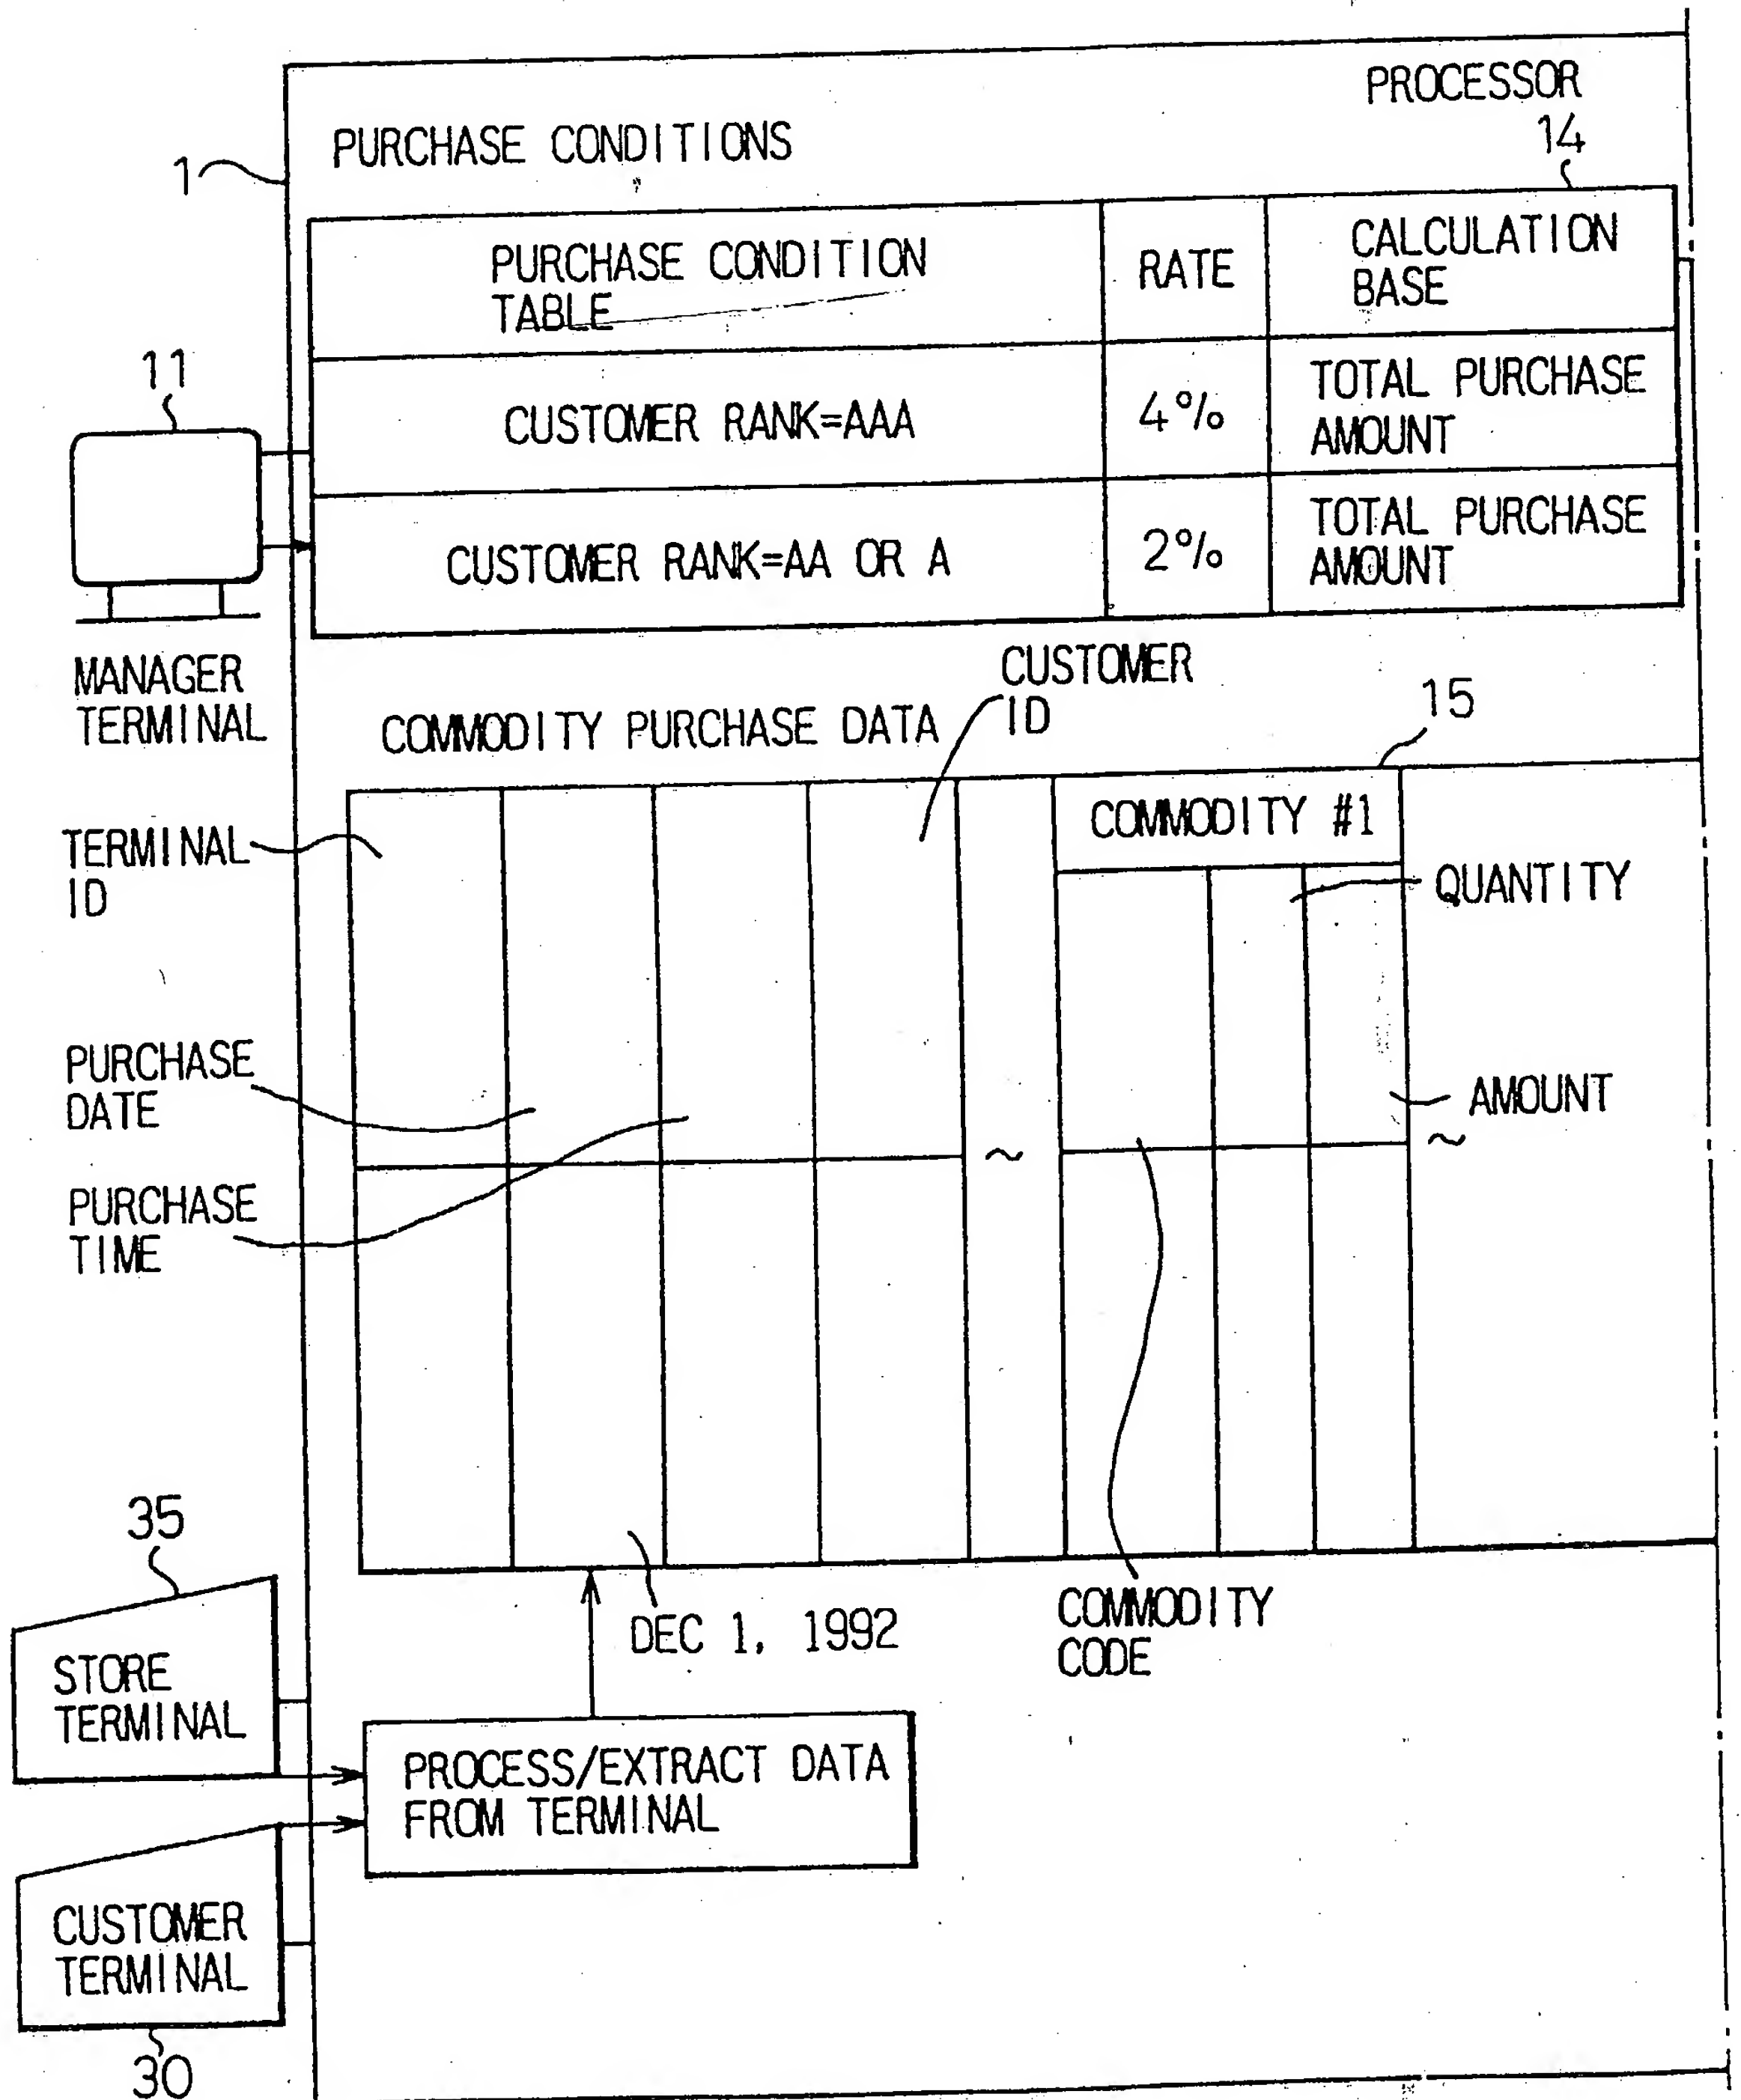 PROCESSOR
PURCHASE CONDITIONS
14
1
PURCHASE CONDITION
TABLE
RATE
CALCULATION
BASE
11
CUSTOMER RANK=AAA
4%
TOTAL PURCHASE
AMOUNT
CUSTOMER RANK=AA OR A
2%
TOTAL PURCHASE
AMOUNT
MANAGER
TERMINAL
CUSTOMER
ID
15
COMMODITY PURCHASE DATA
TERMINAL
ID
COMMODITY #1
QUANTITY
PURCHASE
DATE
AMOUNT
~
~
PURCHASE
TIME
35
STORE
TERMINAL
DEC 1, 1992
COMMODITY
CODE
PROCESS/EXTRACT DATA
FROM TERMINAL
CUSTOMER
TERMINAL
30